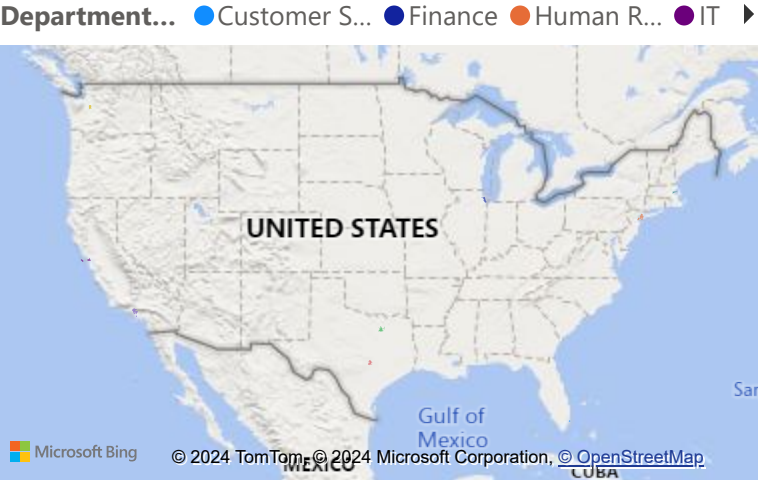 Department... Customer S... Finance Human R... IT
UNITED STATES
Sar
Gulf of
Mexico
Microsoft Bing
© 2024 TomTom, © 2024 Microsoft Corporation, © OpenStreetMap
MEXICO
CUBA